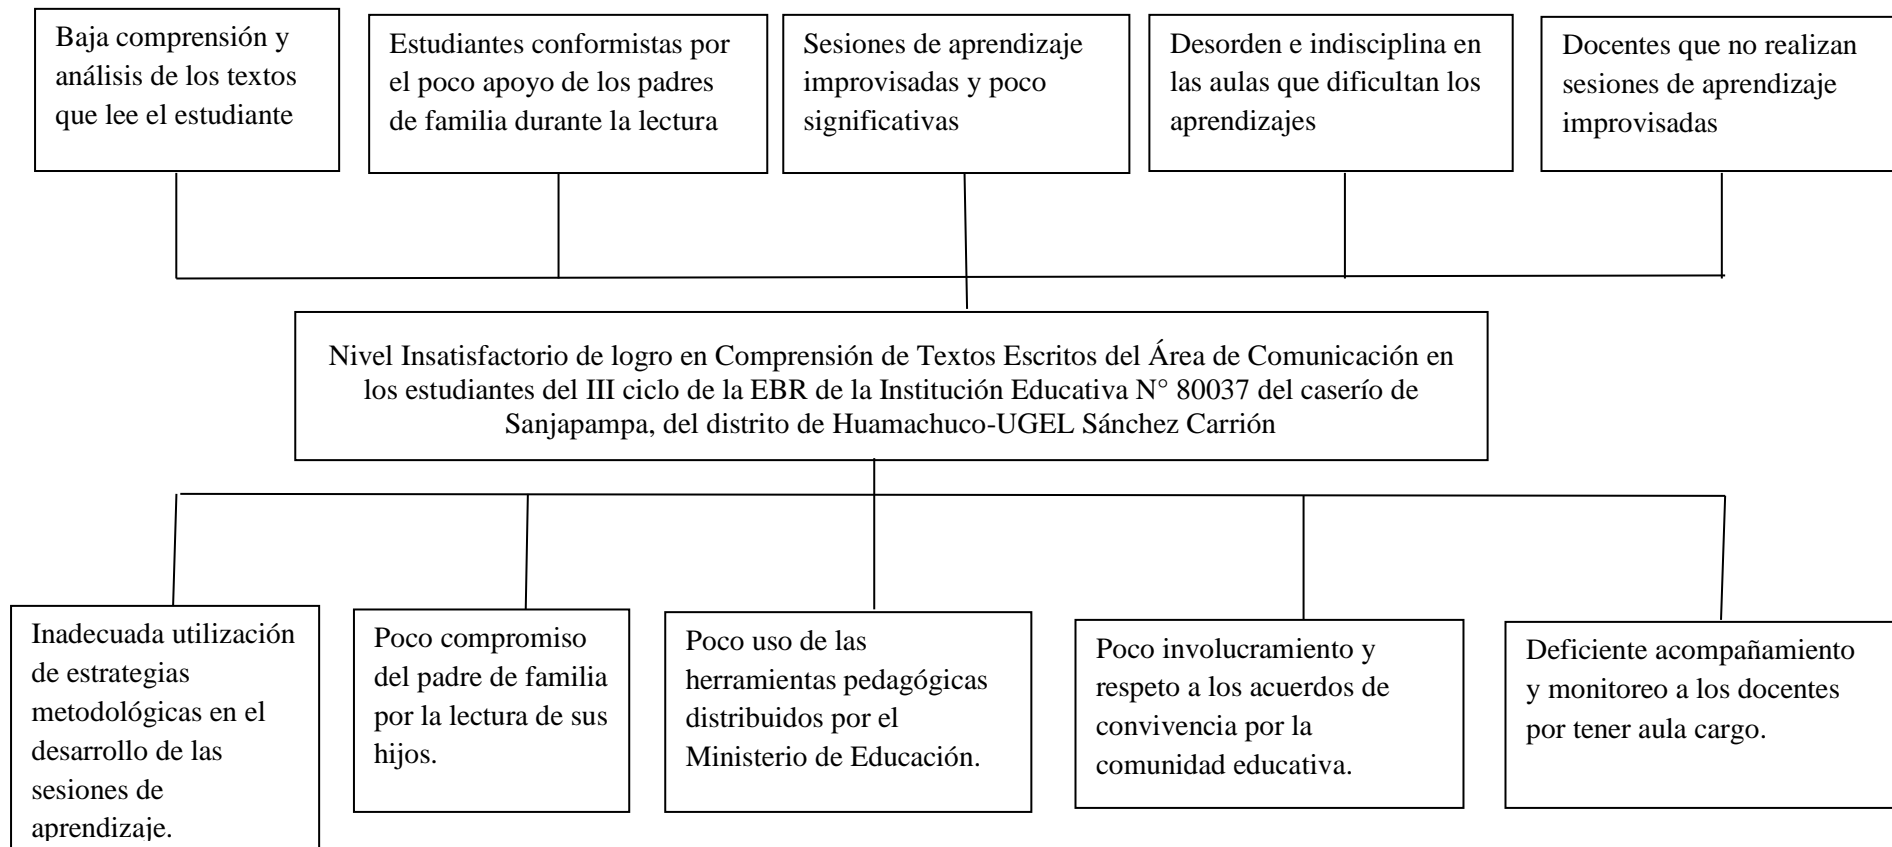 Baja comprensión y
análisis de los textos
que lee el estudiante
Estudiantes conformistas por
el poco apoyo de los padres
de familia durante la lectura
Sesiones de aprendizaje
improvisadas y poco
significativas
Desorden e indisciplina en
las aulas que dificultan los
aprendizajes
Docentes que no realizan
sesiones de aprendizaje
improvisadas
Nivel Insatisfactorio de logro en Comprensión de Textos Escritos del Área de Comunicación en
los estudiantes del III ciclo de la EBR de la Institución Educativa N° 80037 del caserío de
Sanjapampa, del distrito de Huamachuco-UGEL Sánchez Carrión
Inadecuada utilización
de estrategias
metodológicas en el
desarrollo de las
sesiones de
aprendizaje.
Poco compromiso
del padre de familia
por la lectura de sus
hijos.
Poco uso de las
herramientas pedagógicas
distribuidos por el
Ministerio de Educación.
Poco involucramiento y
respeto a los acuerdos de
convivencia por la
comunidad educativa.
Deficiente acompañamiento
y monitoreo a los docentes
por tener aula cargo.